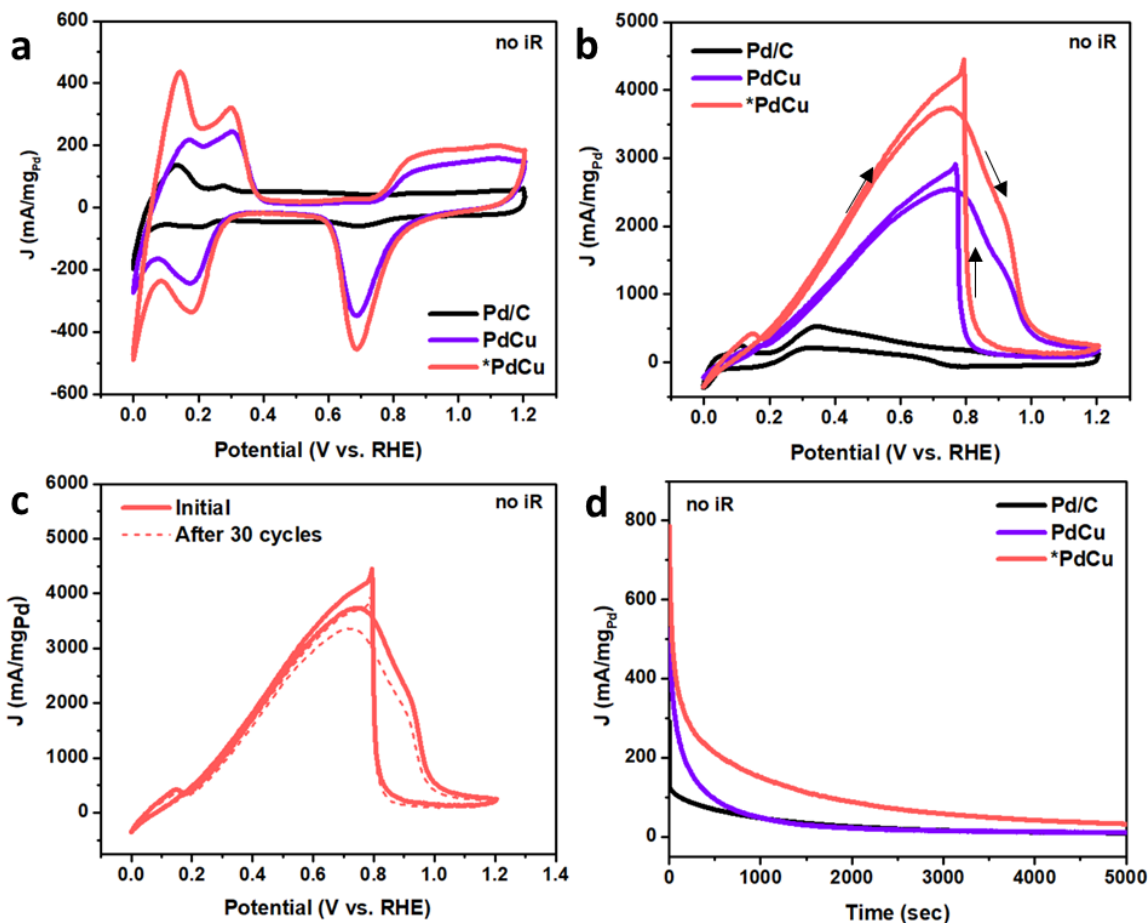 a
no iR
600
400
200
0
-200
-400
-600
J (mA/mgPd)
Pd/C
PdCu
*PdCu
0.0 0.2 0.4 0.6 0.8 1.0 1.2
Potential (V vs. RHE)
b
no iR
5000
4000
3000
2000
1000
0
J (mA/mgPd)
Pd/C
PdCu
*PdCu
0.0 0.2 0.4 0.6 0.8 1.0 1.2
Potential (V vs. RHE)
c
no iR
6000
5000
4000
3000
2000
1000
0
J (mA/mgPd)
Initial
After 30 cycles
0.0 0.2 0.4 0.6 0.8 1.0 1.2 1.4
Potential (V vs. RHE)
d
no iR
800
600
400
200
0
J (mA/mgPd)
Pd/C
PdCu
*PdCu
0 1000 2000 3000 4000 5000
Time (sec)